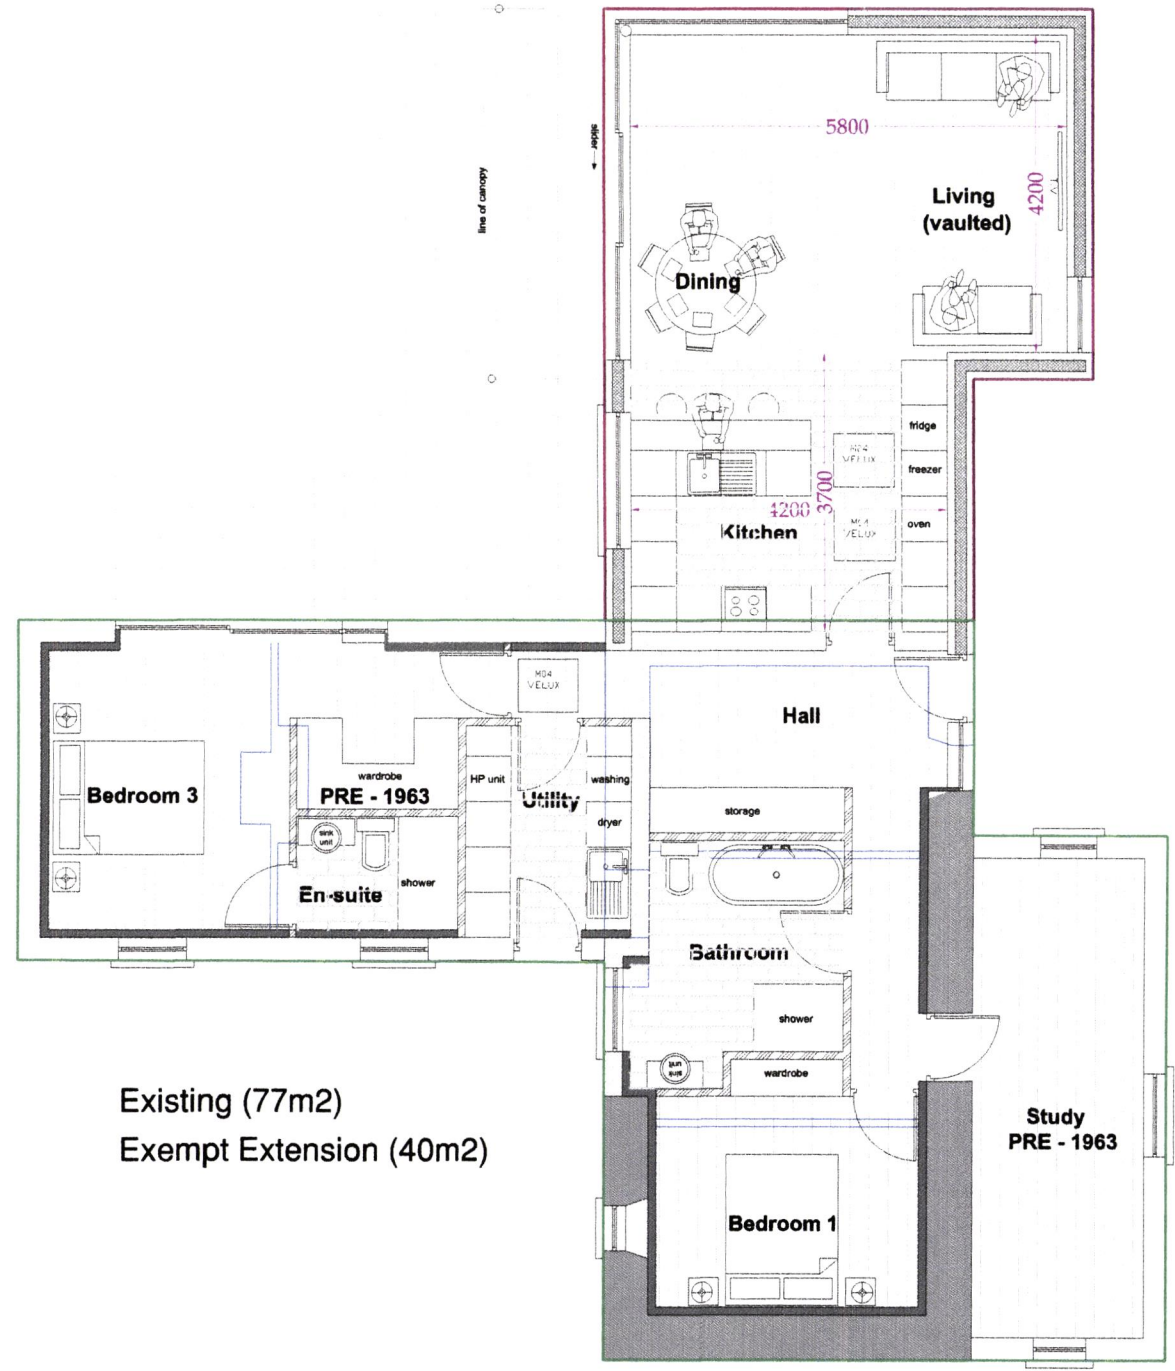 slider
line of canopy
5800
4200
Living
(vaulted)
Dining
fridge
M04
VELUX
freezer
3700
4200
oven
M04
VELUX
Kitchen
M04
VELUX
Hall
wardrobe
HP unit
washing
Bedroom 3
PRE - 1963
Utility
storage
dryer
sink
unit
shower
En-suite
Bathroom
shower
sink
unit
wardrobe
Existing (77m2)
Exempt Extension (40m2)
Study
PRE - 1963
Bedroom 1